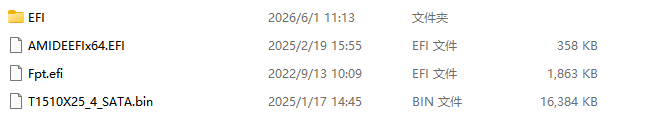 EFI 2026/6/1 11:13 文件夹
AMIDEEFIx64.EFI 2025/2/19 15:55 EFI 文件 358 KB
Fpt.efi 2022/9/13 10:09 EFI 文件 1,863 KB
T1510X25_4_SATA.bin 2025/1/17 14:45 BIN 文件 16,384 KB